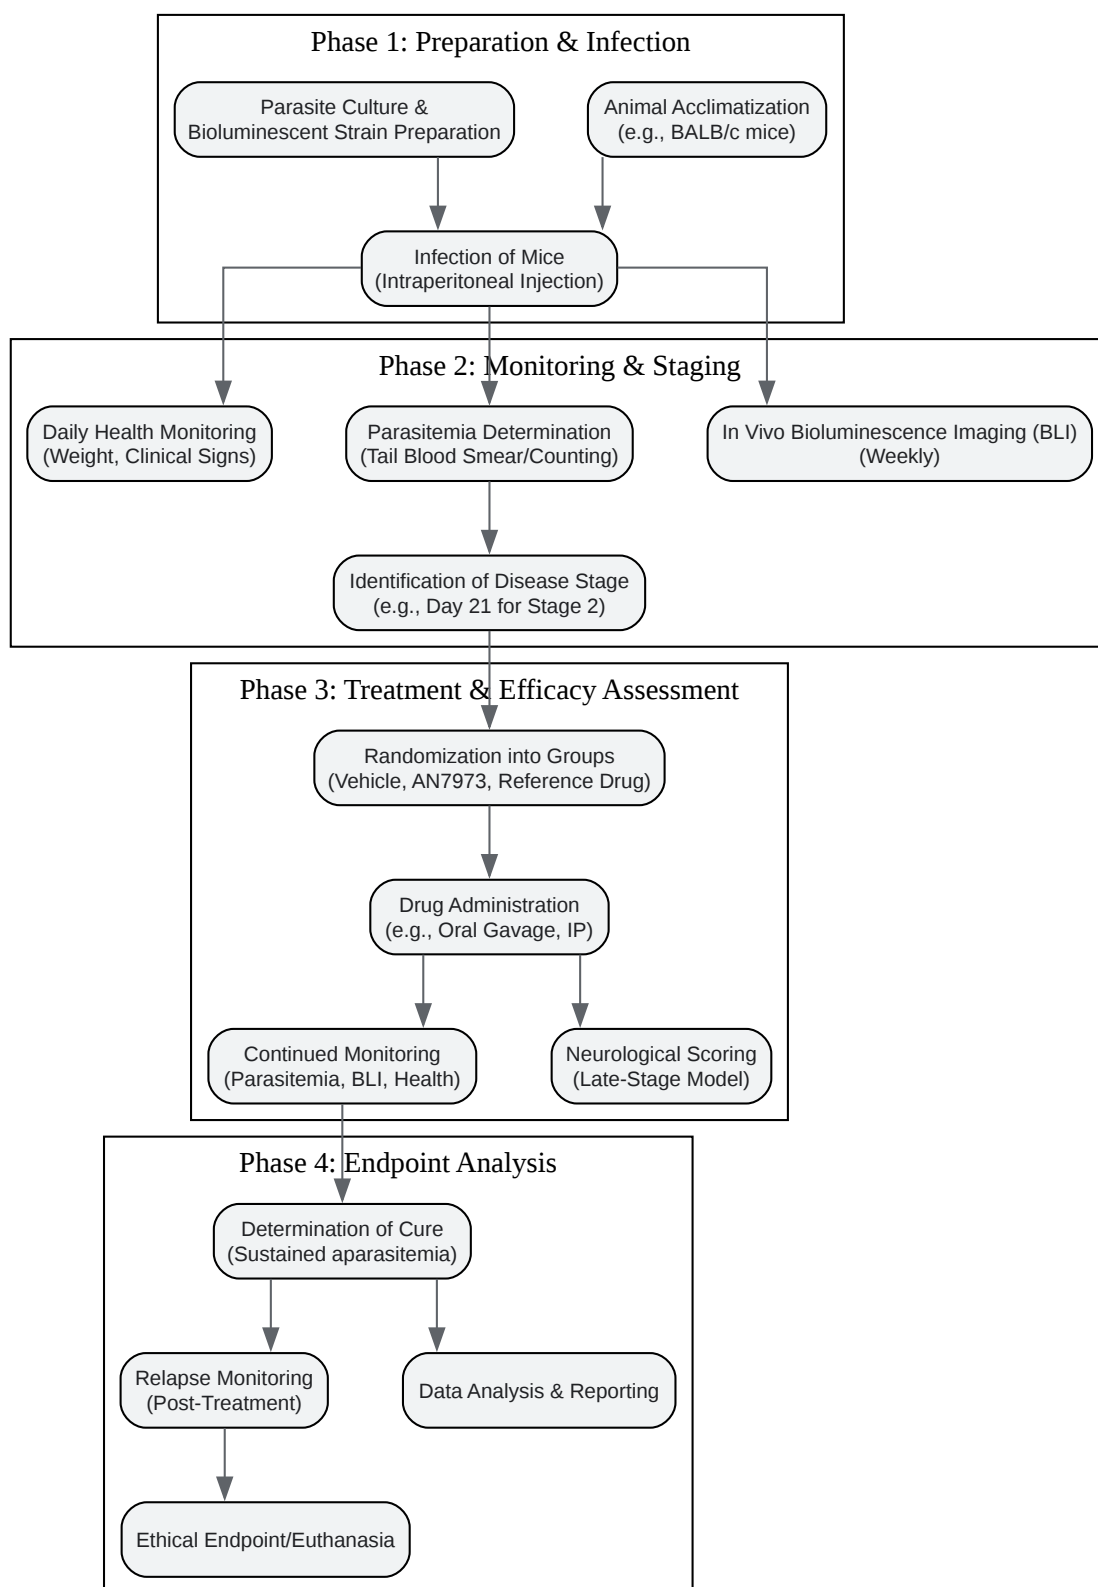 Phase 1: Preparation & Infection
Parasite Culture &
Bioluminescent Strain Preparation
Animal Acclimatization
(e.g., BALB/c mice)
Infection of Mice
(Intraperitoneal Injection)
Phase 2: Monitoring & Staging
Daily Health Monitoring
(Weight, Clinical Signs)
Parasitemia Determination
(Tail Blood Smear/Counting)
In Vivo Bioluminescence Imaging (BLI)
(Weekly)
Identification of Disease Stage
(e.g., Day 21 for Stage 2)
Phase 3: Treatment & Efficacy Assessment
Randomization into Groups
(Vehicle, AN7973, Reference Drug)
Drug Administration
(e.g., Oral Gavage, IP)
Continued Monitoring
(Parasitemia, BLI, Health)
Neurological Scoring
(Late-Stage Model)
Phase 4: Endpoint Analysis
Determination of Cure
(Sustained aparasitemia)
Relapse Monitoring
(Post-Treatment)
Data Analysis & Reporting
Ethical Endpoint/Euthanasia